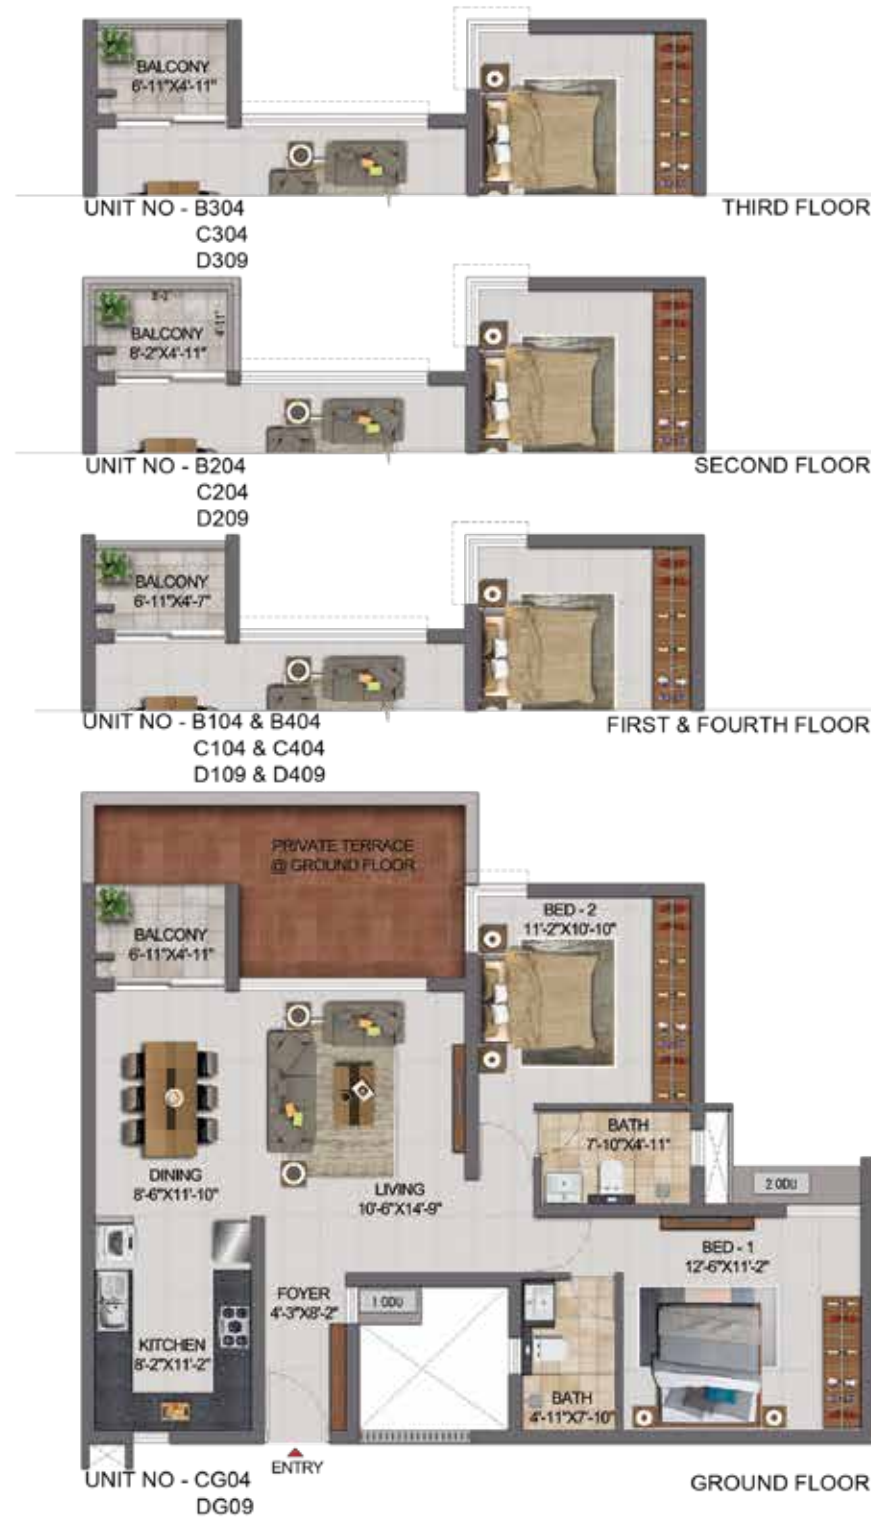 BALCONY
6'-11"X4'-11"
UNIT NO - B304
C304
D309
THIRD FLOOR
8'-2"
4'-11"
BALCONY
8'-2"X4'-11"
UNIT NO - B204
C204
D209
SECOND FLOOR
BALCONY
6'-11"X4'-7"
UNIT NO - B104 & B404
C104 & C404
D109 & D409
FIRST & FOURTH FLOOR
PRIVATE TERRACE
@ GROUND FLOOR
BALCONY
6'-11"X4'-11"
BED - 2
11'-2"X10'-10"
BATH
7'-10"X4'-11"
DINING
8'-6"X11'-10"
LIVING
10'-6"X14'-9"
2 ODU
BED - 1
12'-6"X11'-2"
FOYER
4'-3"X8'-2"
1 ODU
KITCHEN
8'-2"X11'-2"
BATH
4'-11"X7'-10"
ENTRY
UNIT NO - CG04
DG09
GROUND FLOOR